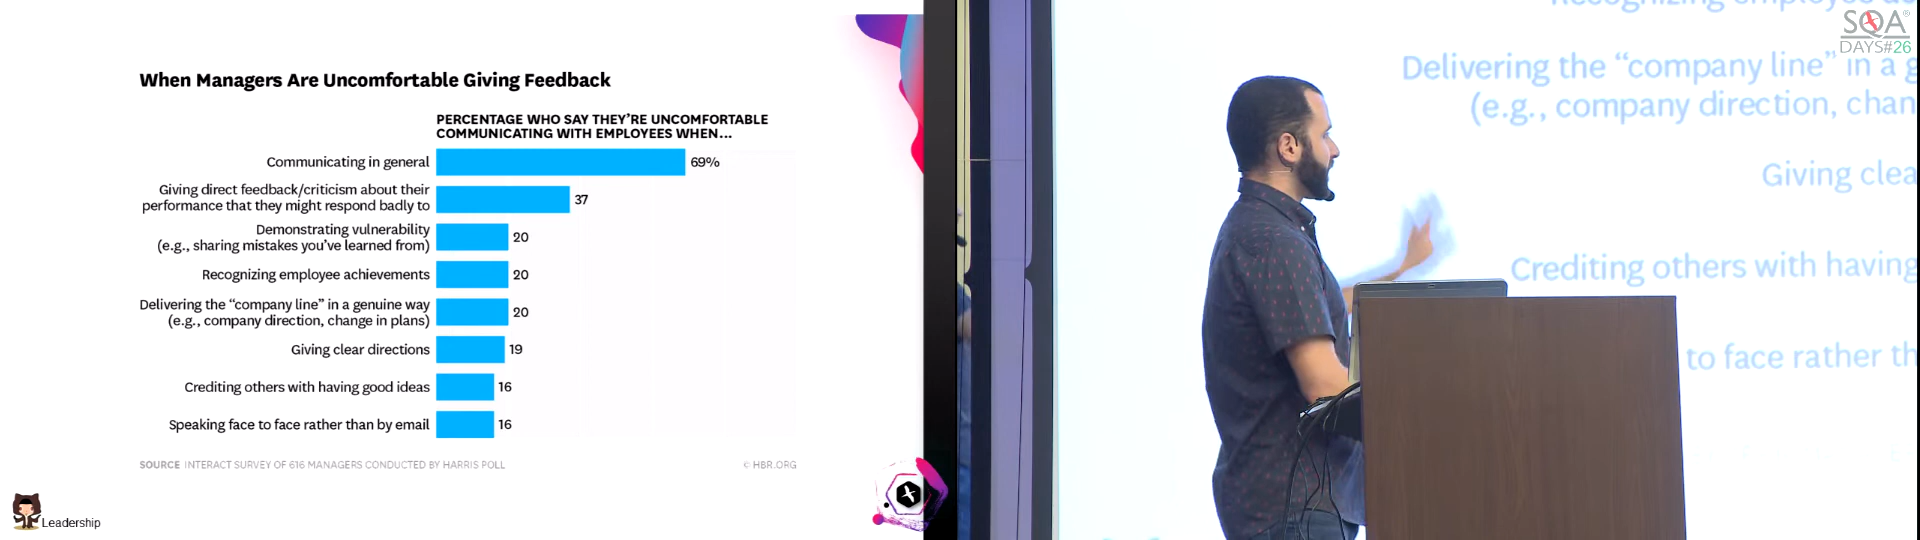 When Managers Are Uncomfortable Giving Feedback
PERCENTAGE WHO SAY THEY’RE UNCOMFORTABLE
COMMUNICATING WITH EMPLOYEES WHEN...
Communicating in general
69%
Giving direct feedback/criticism about their
performance that they might respond badly to
37
Demonstrating vulnerability
(e.g., sharing mistakes you’ve learned from)
20
Recognizing employee achievements
20
Delivering the “company line” in a genuine way
(e.g., company direction, change in plans)
20
Giving clear directions
19
Crediting others with having good ideas
16
Speaking face to face rather than by email
16
SOURCE INTERACT SURVEY OF 616 MANAGERS CONDUCTED BY HARRIS POLL
© HBR.ORG
Leadership
Recognizing employee
SQA®
DAYS#26
Delivering the “company line” in a
(e.g., company direction, chan
Giving clea
Crediting others with having
to face rather th